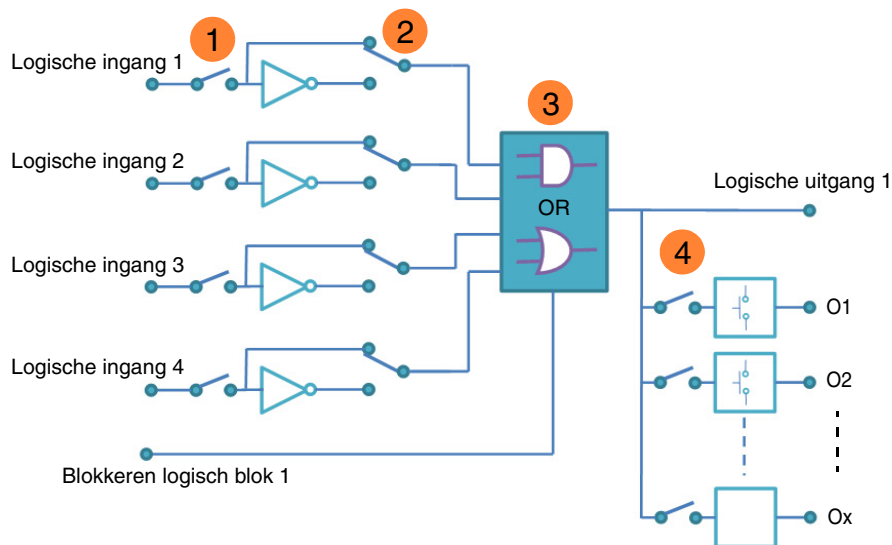 1
2
Logische ingang 1
3
Logische ingang 2
Logische uitgang 1
OR
4
Logische ingang 3
O1
Logische ingang 4
O2
Blokkeren logisch blok 1
Ox